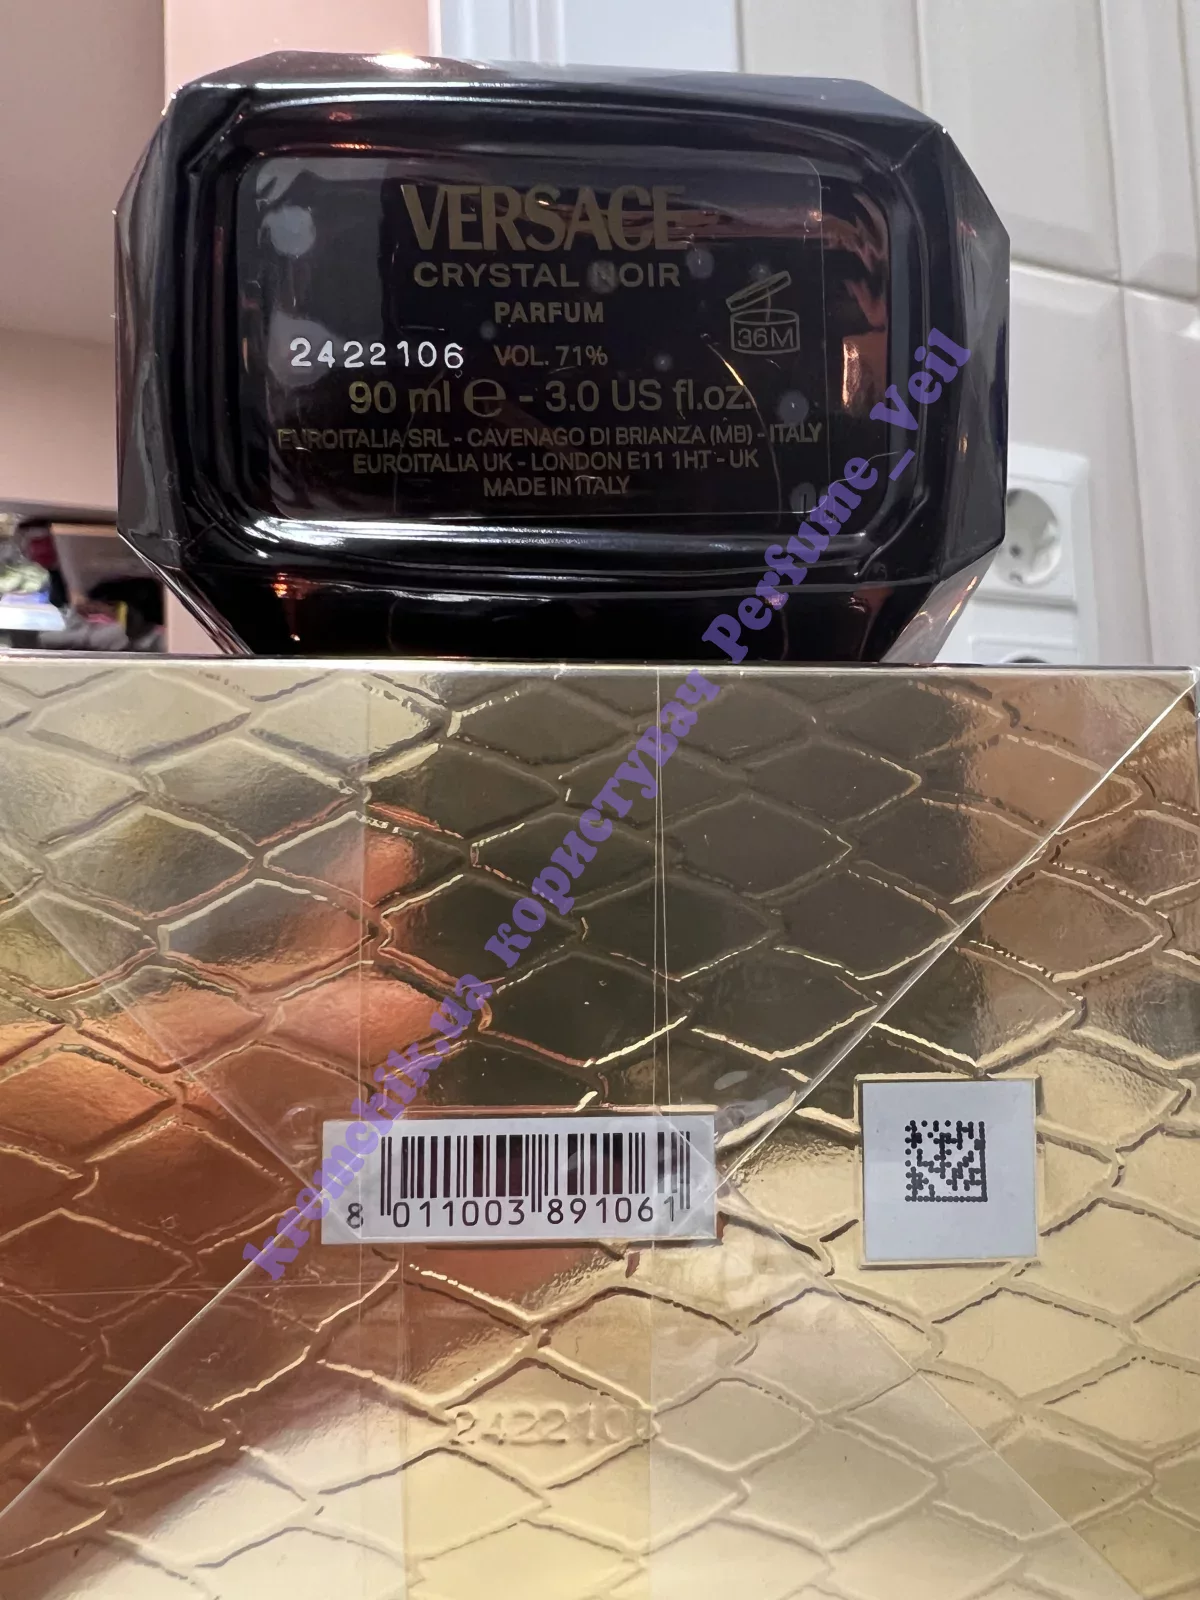 VERSACE
CRYSTAL NOIR
PARFUM
36M
2422106 VOL. 71%
90 ml e - 3.0 US fl.oz.
EUROITALIA SRL - CAVENAGO DI BRIANZA (MB) - ITALY
EUROITALIA UK - LONDON E11 1HT - UK
MADE IN ITALY
kremchik.ua користувач Perfume_Veil
8 011003 891061
2422106